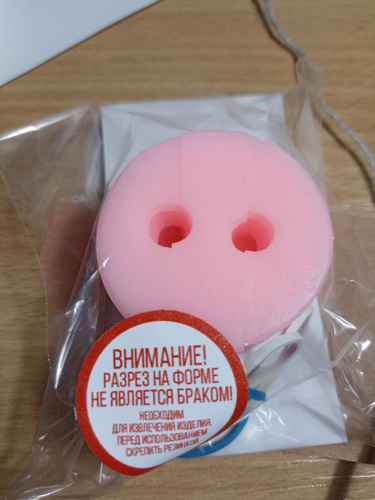 ВНИМАНИЕ!
РАЗРЕЗ НА ФОРМЕ
НЕ ЯВЛЯЕТСЯ БРАКОМ!
НЕОБХОДИМ
ДЛЯ ИЗВЛЕЧЕНИЯ ИЗДЕЛИЯ.
ПЕРЕД ИСПОЛЬЗОВАНИЕМ
СКРЕПИТЬ РЕЗИНКОЙ